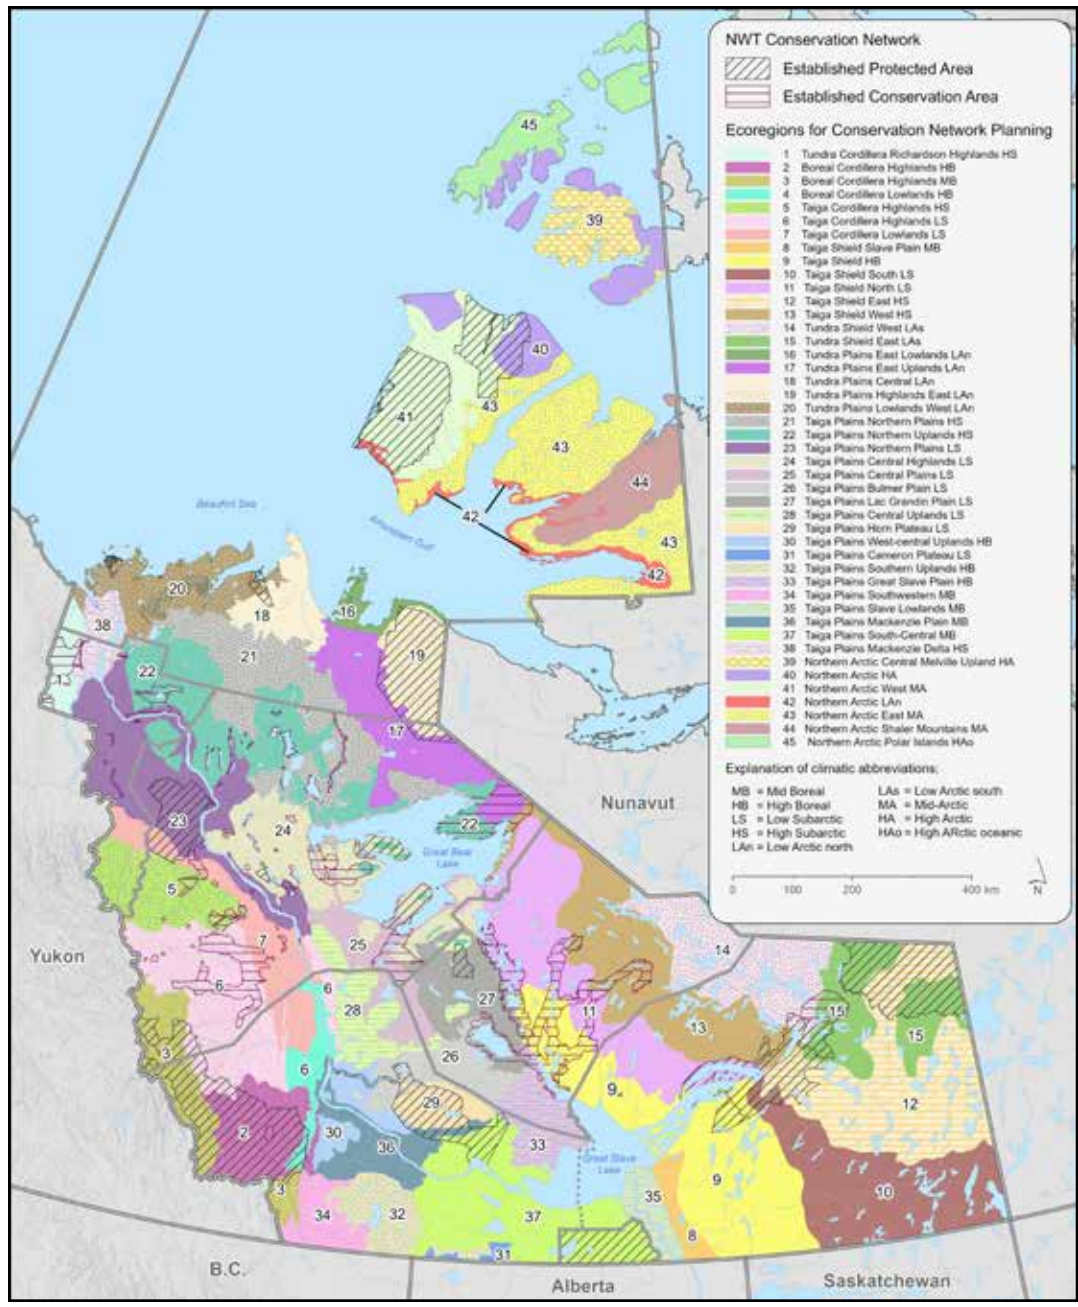 NWT Conservation Network
Established Protected Area
Established Conservation Area
Ecoregions for Conservation Network Planning
1 Tundra Cordillera Richardson Highlands HS
2 Boreal Cordillera Highlands HB
3 Boreal Cordillera Highlands MB
4 Boreal Cordillera Lowlands HB
5 Taiga Cordillera Highlands HS
6 Taiga Cordillera Highlands LS
7 Taiga Cordillera Lowlands LS
8 Taiga Shield Slave Plain MB
9 Taiga Shield HB
10 Taiga Shield South LS
11 Taiga Shield North LS
12 Taiga Shield East HS
13 Taiga Shield West HS
14 Tundra Shield West LAs
15 Tundra Shield East LAs
16 Tundra Plains East Lowlands LAn
17 Tundra Plains East Uplands LAn
18 Tundra Plains Central LAn
19 Tundra Plains Highlands East LAn
20 Tundra Plains Lowlands West LAn
21 Taiga Plains Northern Plains HS
22 Taiga Plains Northern Uplands HS
23 Taiga Plains Northern Plains LS
24 Taiga Plains Central Highlands LS
25 Taiga Plains Central Plains LS
26 Taiga Plains Bulmer Plain LS
27 Taiga Plains Lac Grandin Plain LS
28 Taiga Plains Central Uplands LS
29 Taiga Plains Horn Plateau LS
30 Taiga Plains West-central Uplands HB
31 Taiga Plains Cameron Plateau LS
32 Taiga Plains Southern Uplands HB
33 Taiga Plains Great Slave Plain HB
34 Taiga Plains Southwestern MB
35 Taiga Plains Slave Lowlands MB
36 Taiga Plains Mackenzie Plain MB
37 Taiga Plains South-Central MB
38 Taiga Plains Mackenzie Delta HS
39 Northern Arctic Central Melville Upland HA
40 Northern Arctic HA
41 Northern Arctic West MA
42 Northern Arctic LAn
43 Northern Arctic East MA
44 Northern Arctic Shaler Mountains MA
45 Northern Arctic Polar Islands HAo
Explanation of climatic abbreviations:
MB = Mid Boreal
HB = High Boreal
LS = Low Subarctic
HS = High Subarctic
LAn = Low Arctic north
LAs = Low Arctic south
MA = Mid-Arctic
HA = High Arctic
HAo = High ARctic oceanic
0 100 200 400 km
N
45
39
40
41
43
43
44
42
43
42
Beaufort Sea
Amundsen Gulf
20
18
16
38
21
19
22
1
17
Nunavut
23
24
22
Great Bear
Lake
5
Yukon
7
25
14
6
6
27
28
11
13
15
15
3
26
6
9
12
29
2
30
36
33
Great Slave
Lake
9
10
3
34
32
37
35
8
31
B.C.
Alberta
Saskatchewan